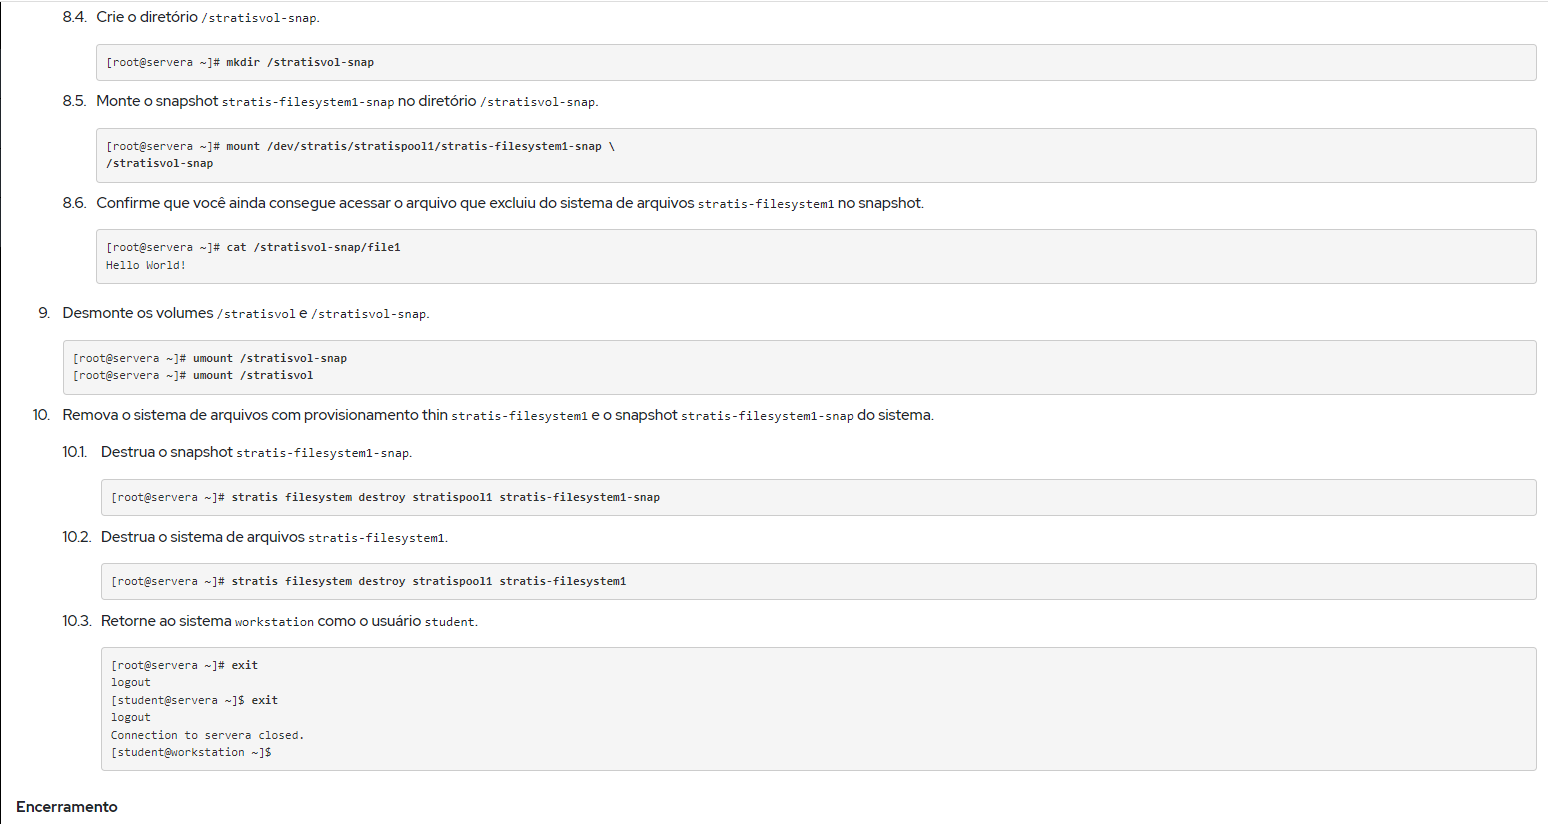 8.4. Crie o diretório /stratisvol-snap.
[root@servera ~]# mkdir /stratisvol-snap
8.5. Monte o snapshot stratis-filesystem1-snap no diretório /stratisvol-snap.
[root@servera ~]# mount /dev/stratis/stratispool1/stratis-filesystem1-snap \
/stratisvol-snap
8.6. Confirme que você ainda consegue acessar o arquivo que excluiu do sistema de arquivos stratis-filesystem1 no snapshot.
[root@servera ~]# cat /stratisvol-snap/file1
Hello World!
9. Desmonte os volumes /stratisvol e /stratisvol-snap.
[root@servera ~]# umount /stratisvol-snap
[root@servera ~]# umount /stratisvol
10. Remova o sistema de arquivos com provisionamento thin stratis-filesystem1 e o snapshot stratis-filesystem1-snap do sistema.
10.1. Destrua o snapshot stratis-filesystem1-snap.
[root@servera ~]# stratis filesystem destroy stratispool1 stratis-filesystem1-snap
10.2. Destrua o sistema de arquivos stratis-filesystem1.
[root@servera ~]# stratis filesystem destroy stratispool1 stratis-filesystem1
10.3. Retorne ao sistema workstation como o usuário student.
[root@servera ~]# exit
logout
[student@servera ~]$ exit
logout
Connection to servera closed.
[student@workstation ~]$
Encerramento